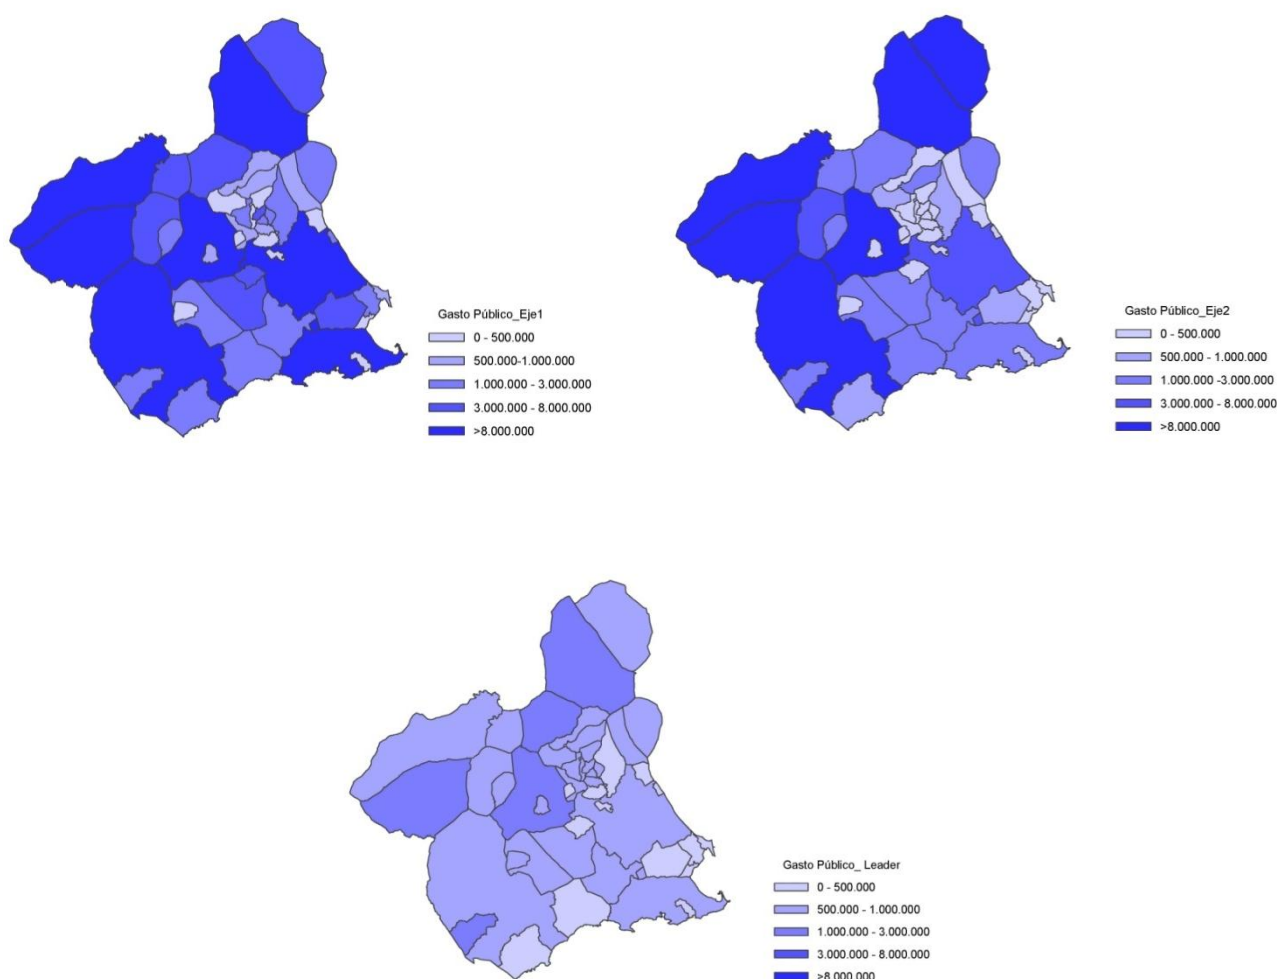 Gasto Público_Eje1
0 - 500.000
500.000-1.000.000
1.000.000 - 3.000.000
3.000.000 - 8.000.000
>8.000.000
Gasto Público_Eje2
0 - 500.000
500.000 - 1.000.000
1.000.000 -3.000.000
3.000.000 - 8.000.000
>8.000.000
Gasto Público_ Leader
0 - 500.000
500.000 - 1.000.000
1.000.000 - 3.000.000
3.000.000 - 8.000.000
>8.000.000